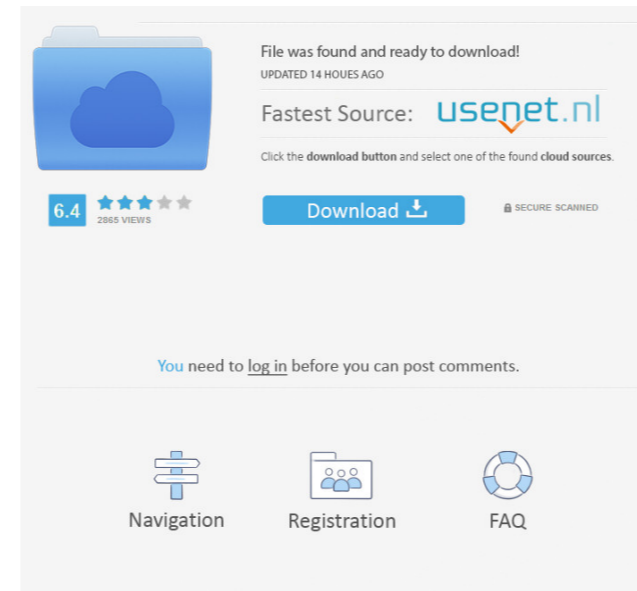 File was found and ready to download!
UPDATED 14 HOUES AGO
Fastest Source: usenet.nl
Click the download button and select one of the found cloud sources.
6.4
2865 VIEWS
Download
SECURE SCANNED
You need to log in before you can post comments.
Navigation
Registration
FAQ